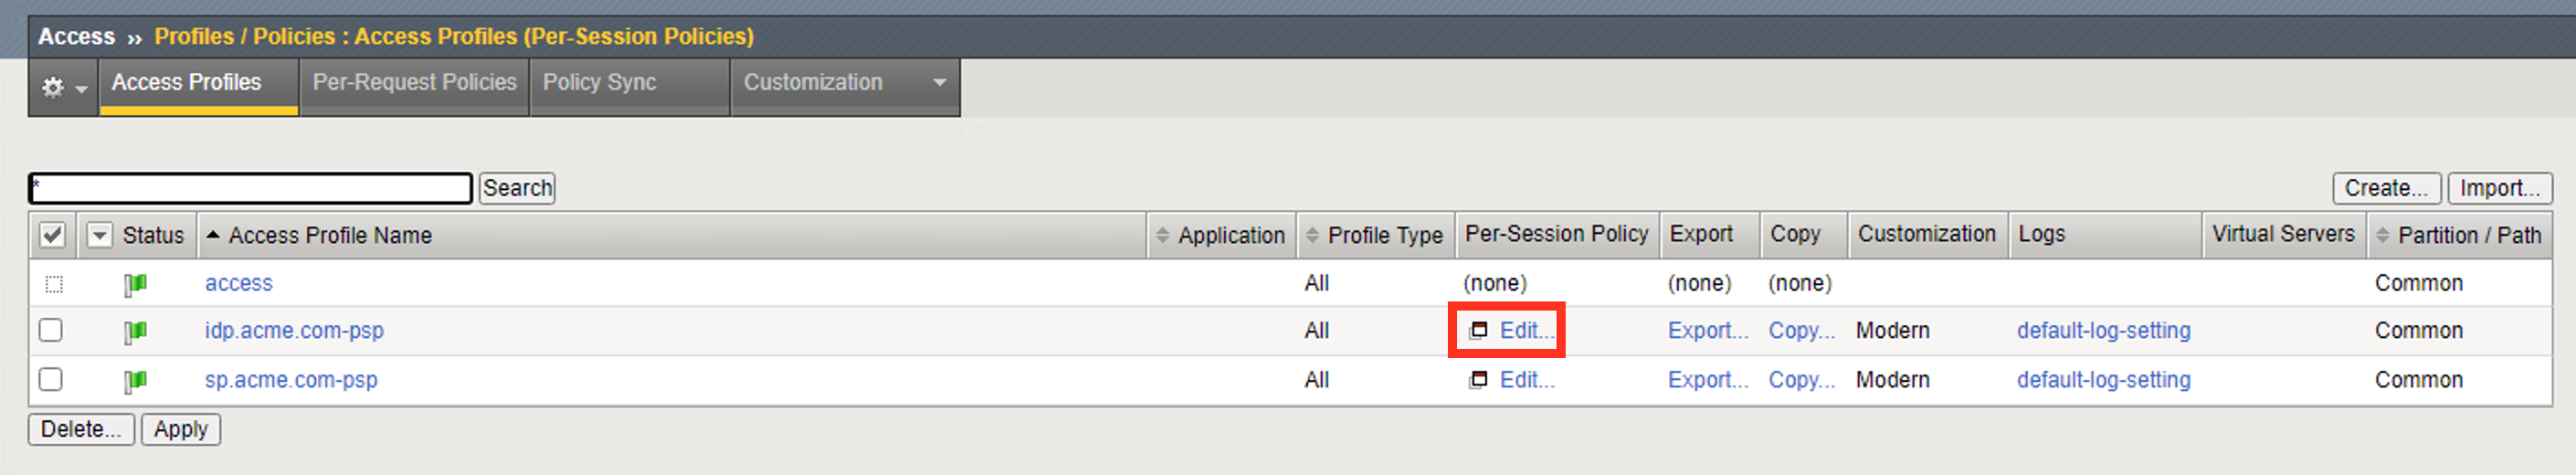 Access ›› Profiles / Policies : Access Profiles (Per-Session Policies)
Access Profiles Per-Request Policies Policy Sync Customization
* Search Create... Import...
Status Access Profile Name Application Profile Type Per-Session Policy Export Copy Customization Logs Virtual Servers Partition / Path
access All (none) (none) (none) Common
idp.acme.com-psp All Edit... Export... Copy... Modern default-log-setting Common
sp.acme.com-psp All Edit... Export... Copy... Modern default-log-setting Common
Delete... Apply